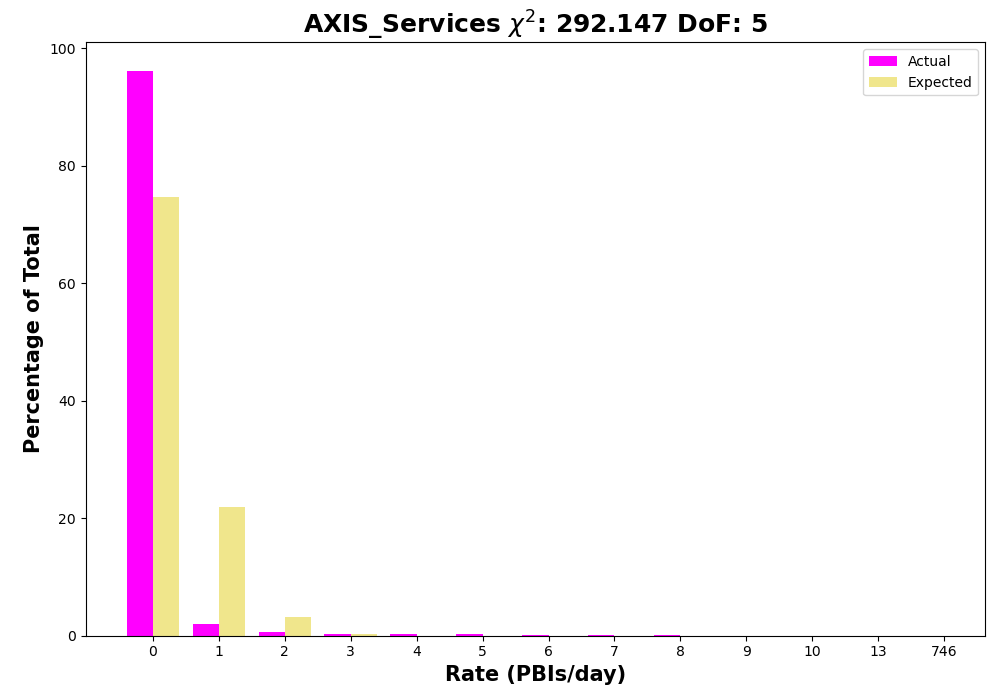 AXIS_Services χ²: 292.147 DoF: 5
Actual
Expected
100
80
60
40
20
0
Percentage of Total
0 1 2 3 4 5 6 7 8 9 10 13 746
Rate (PBIs/day)